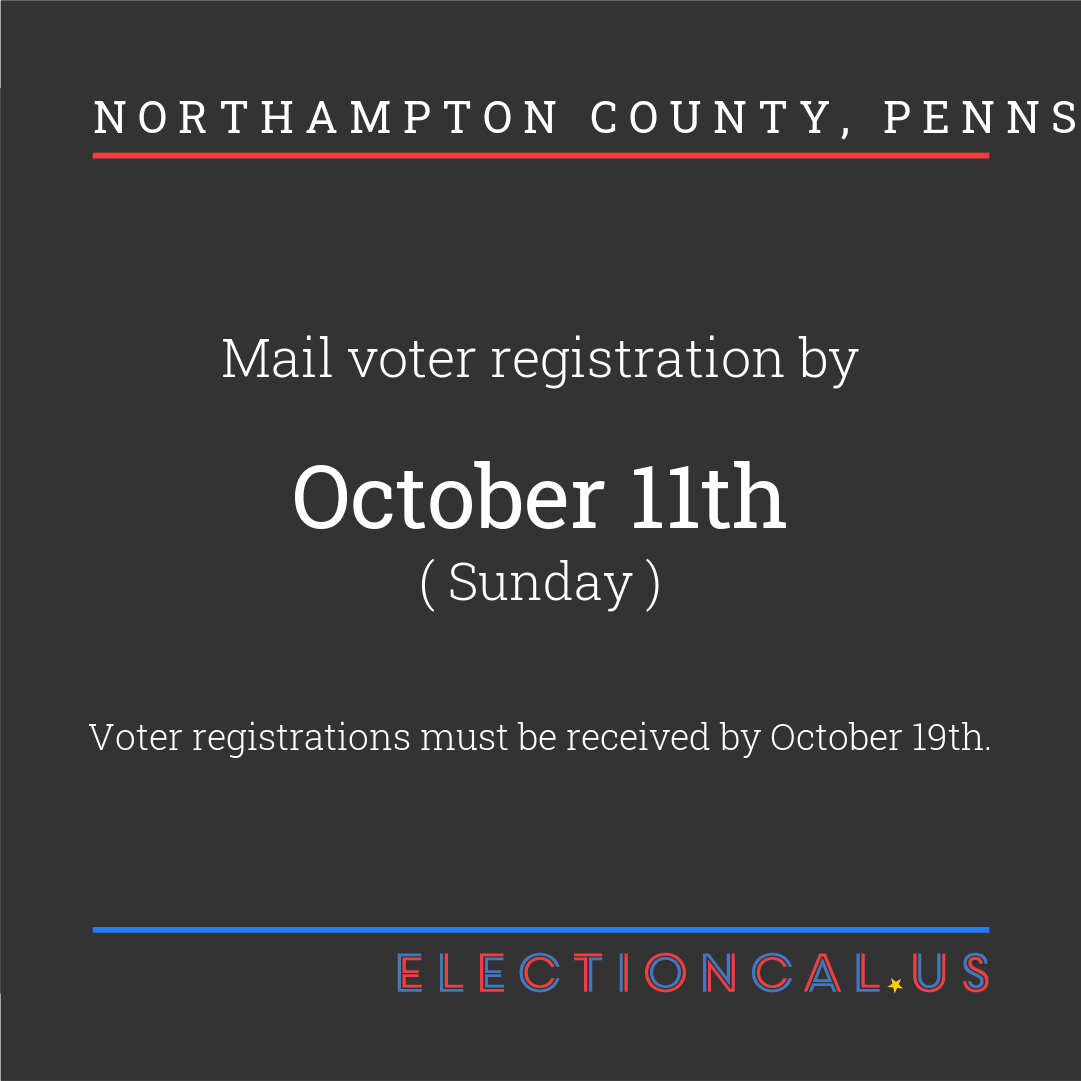 NORTHAMPTON COUNTY, PENNS
Mail voter registration by
October 11th
( Sunday )
Voter registrations must be received by October 19th.
ELECTIONCAL.US